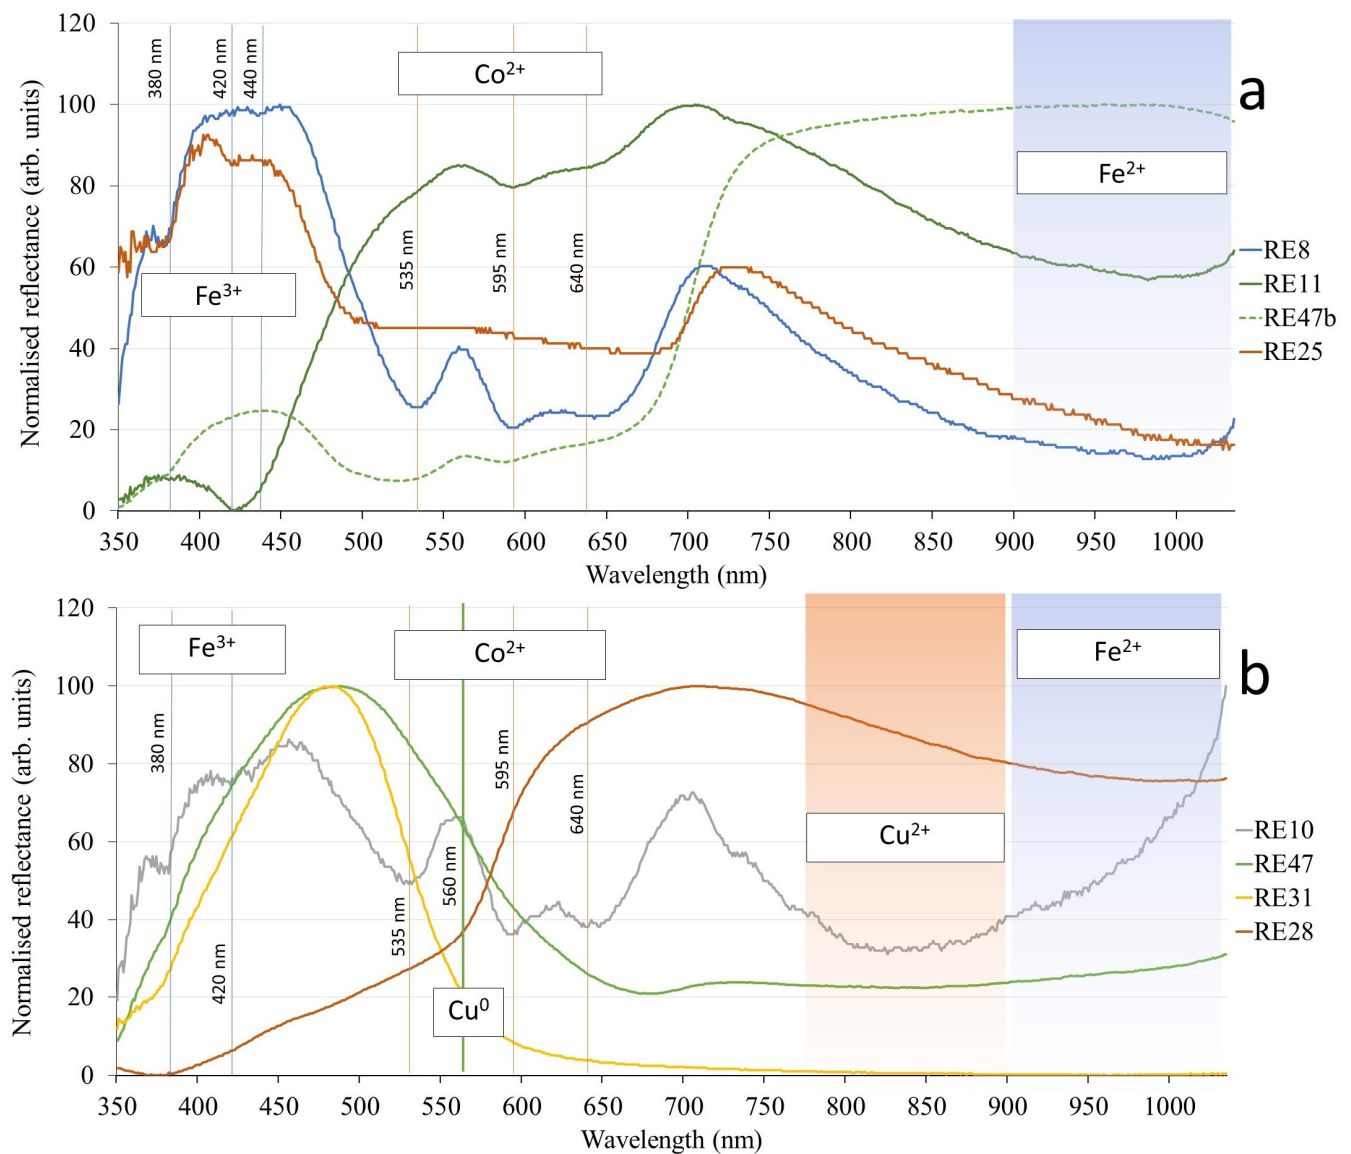 120
100
80
60
40
20
0
Normalised reflectance (arb. units)
380 nm
420 nm
440 nm
Co²⁺
a
Fe²⁺
Fe³⁺
535 nm
595 nm
640 nm
RE8
RE11
RE47b
RE25
350 400 450 500 550 600 650 700 750 800 850 900 950 1000
Wavelength (nm)
120
100
80
60
40
20
0
Normalised reflectance (arb. units)
Fe³⁺
Co²⁺
Fe²⁺
b
380 nm
595 nm
640 nm
Cu²⁺
560 nm
535 nm
420 nm
Cu⁰
RE10
RE47
RE31
RE28
350 400 450 500 550 600 650 700 750 800 850 900 950 1000
Wavelength (nm)